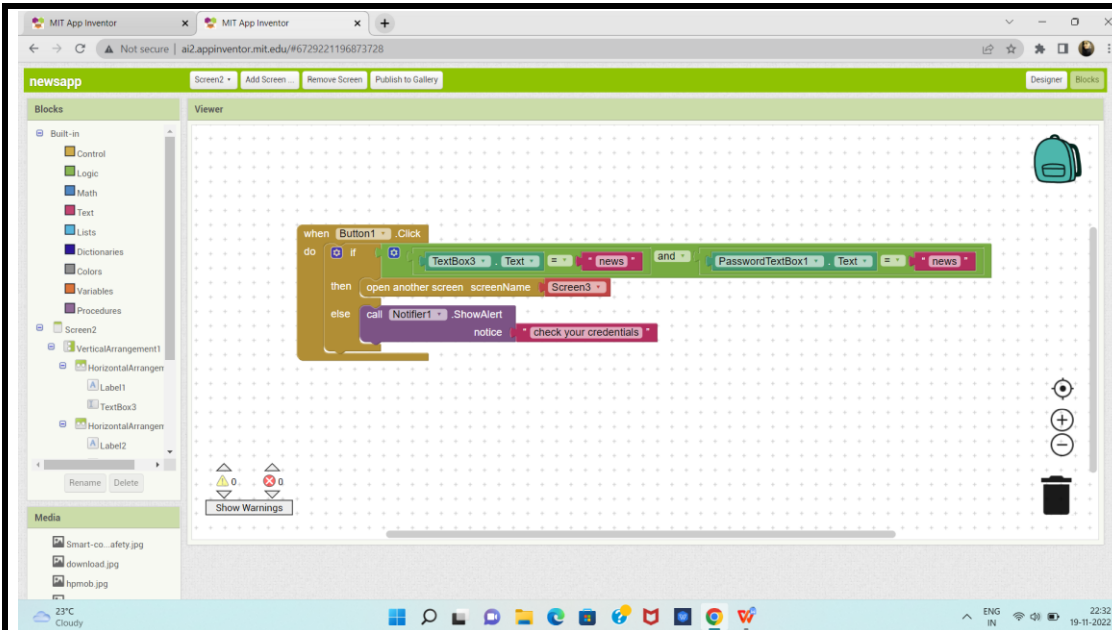 MIT App Inventor
MIT App Inventor
Not secure | ai2.appinventor.mit.edu/#6729221196873728
newsapp
Screen2
Add Screen ...
Remove Screen
Publish to Gallery
Designer
Blocks
Blocks
Viewer
Built-in
Control
Logic
Math
Text
Lists
Dictionaries
Colors
Variables
Procedures
Screen2
VerticalArrangement1
HorizontalArrangem
Label1
TextBox3
HorizontalArrangem
Label2
Rename
Delete
Media
Smart-co...afety.jpg
download.jpg
hpmob.jpg
when Button1 .Click
do if TextBox3 . Text = " news " and PasswordTextBox1 . Text = " news "
then open another screen screenName Screen3
else call Notifier1 .ShowAlert
notice " check your credentials "
0 0
Show Warnings
23°C
Cloudy
ENG
IN
22:32
19-11-2022